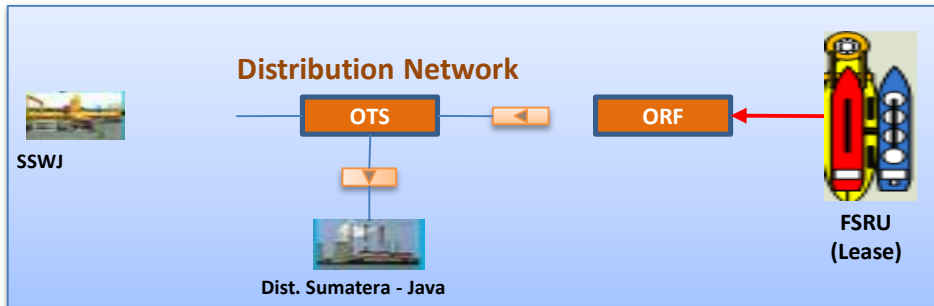 Distribution Network
OTS
ORF
SSWJ
FSRU
(Lease)
Dist. Sumatera - Java